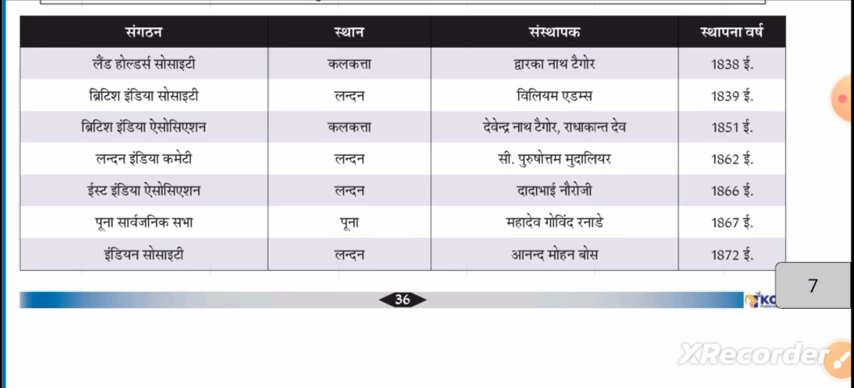 संगठन स्थान संस्थापक स्थापना वर्ष
लैंड होल्डर्स सोसाइटी कलकत्ता द्वारका नाथ टैगोर 1838 ई.
ब्रिटिश इंडिया सोसाइटी लन्दन विलियम एडम्स 1839 ई.
ब्रिटिश इंडिया ऐसोसिएशन कलकत्ता देवेन्द्र नाथ टैगोर, राधाकान्त देव 1851 ई.
लन्दन इंडिया कमेटी लन्दन सी. पुरुषोत्तम मुदालियर 1862 ई.
ईस्ट इंडिया ऐसोसिएशन लन्दन दादाभाई नौरोजी 1866 ई.
पूना सार्वजनिक सभा पूना महादेव गोविंद रनाडे 1867 ई.
इंडियन सोसाइटी लन्दन आनन्द मोहन बोस 1872 ई.
36
7
XRecorder